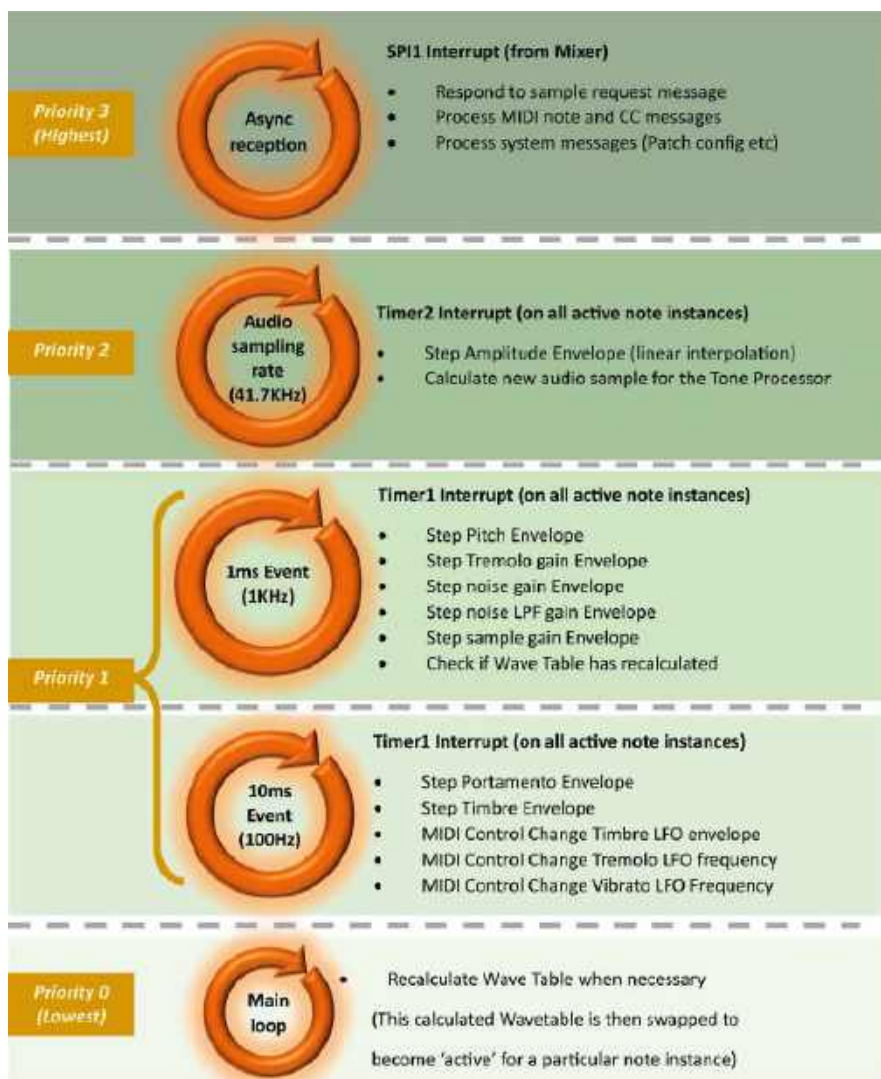 SPI1 Interrupt (from Mixer)
Priority 3
(Highest)
Async
reception
• Respond to sample request message
• Process MIDI note and CC messages
• Process system messages (Patch config etc)
Priority 2
Audio
sampling
rate
(41.7KHz)
Timer2 Interrupt (on all active note instances)
• Step Amplitude Envelope (linear interpolation)
• Calculate new audio sample for the Tone Processor
Priority 1
1ms Event
(1KHz)
Timer1 Interrupt (on all active note instances)
• Step Pitch Envelope
• Step Tremolo gain Envelope
• Step noise gain Envelope
• Step noise LPF gain Envelope
• Step sample gain Envelope
• Check if Wave Table has recalculated
10ms
Event
(100Hz)
Timer1 Interrupt (on all active note instances)
• Step Portamento Envelope
• Step Timbre Envelope
• MIDI Control Change Timbre LFO envelope
• MIDI Control Change Tremolo LFO frequency
• MIDI Control Change Vibrato LFO Frequency
Priority 0
(Lowest)
Main
loop
• Recalculate Wave Table when necessary
(This calculated Wavetable is then swapped to
become 'active' for a particular note instance)